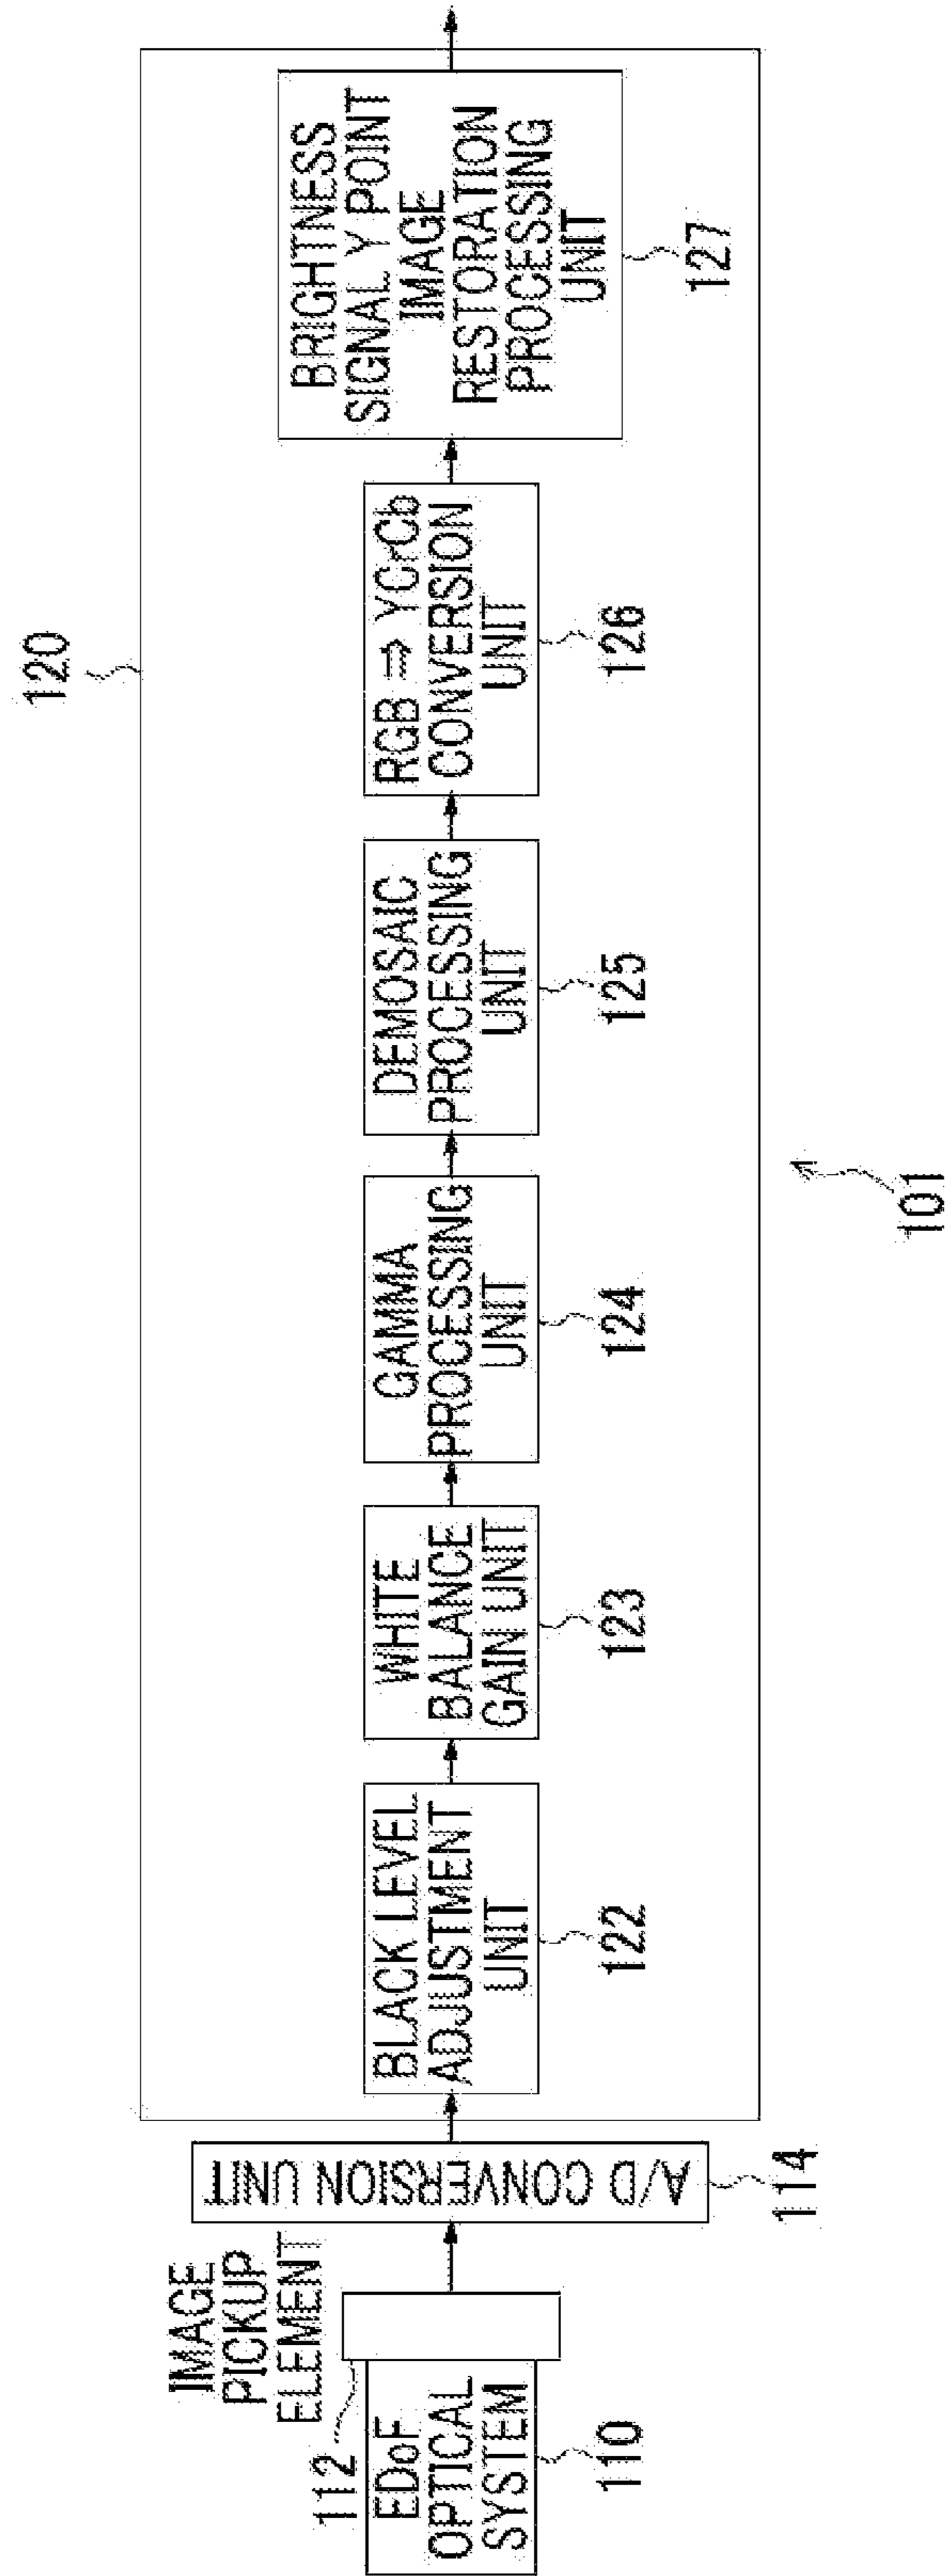 120
IMAGE
PICKUP
ELEMENT
112
EDoF
OPTICAL
SYSTEM
110
A/D CONVERSION UNIT
114
BLACK LEVEL
ADJUSTMENT
UNIT
122
WHITE
BALANCE
GAIN UNIT
123
GAMMA
PROCESSING
UNIT
124
DEMOSAIC
PROCESSING
UNIT
125
RGB ⇒ YCrCb
CONVERSION
UNIT
126
BRIGHTNESS
SIGNAL Y POINT
IMAGE
RESTORATION
PROCESSING
UNIT
127
101